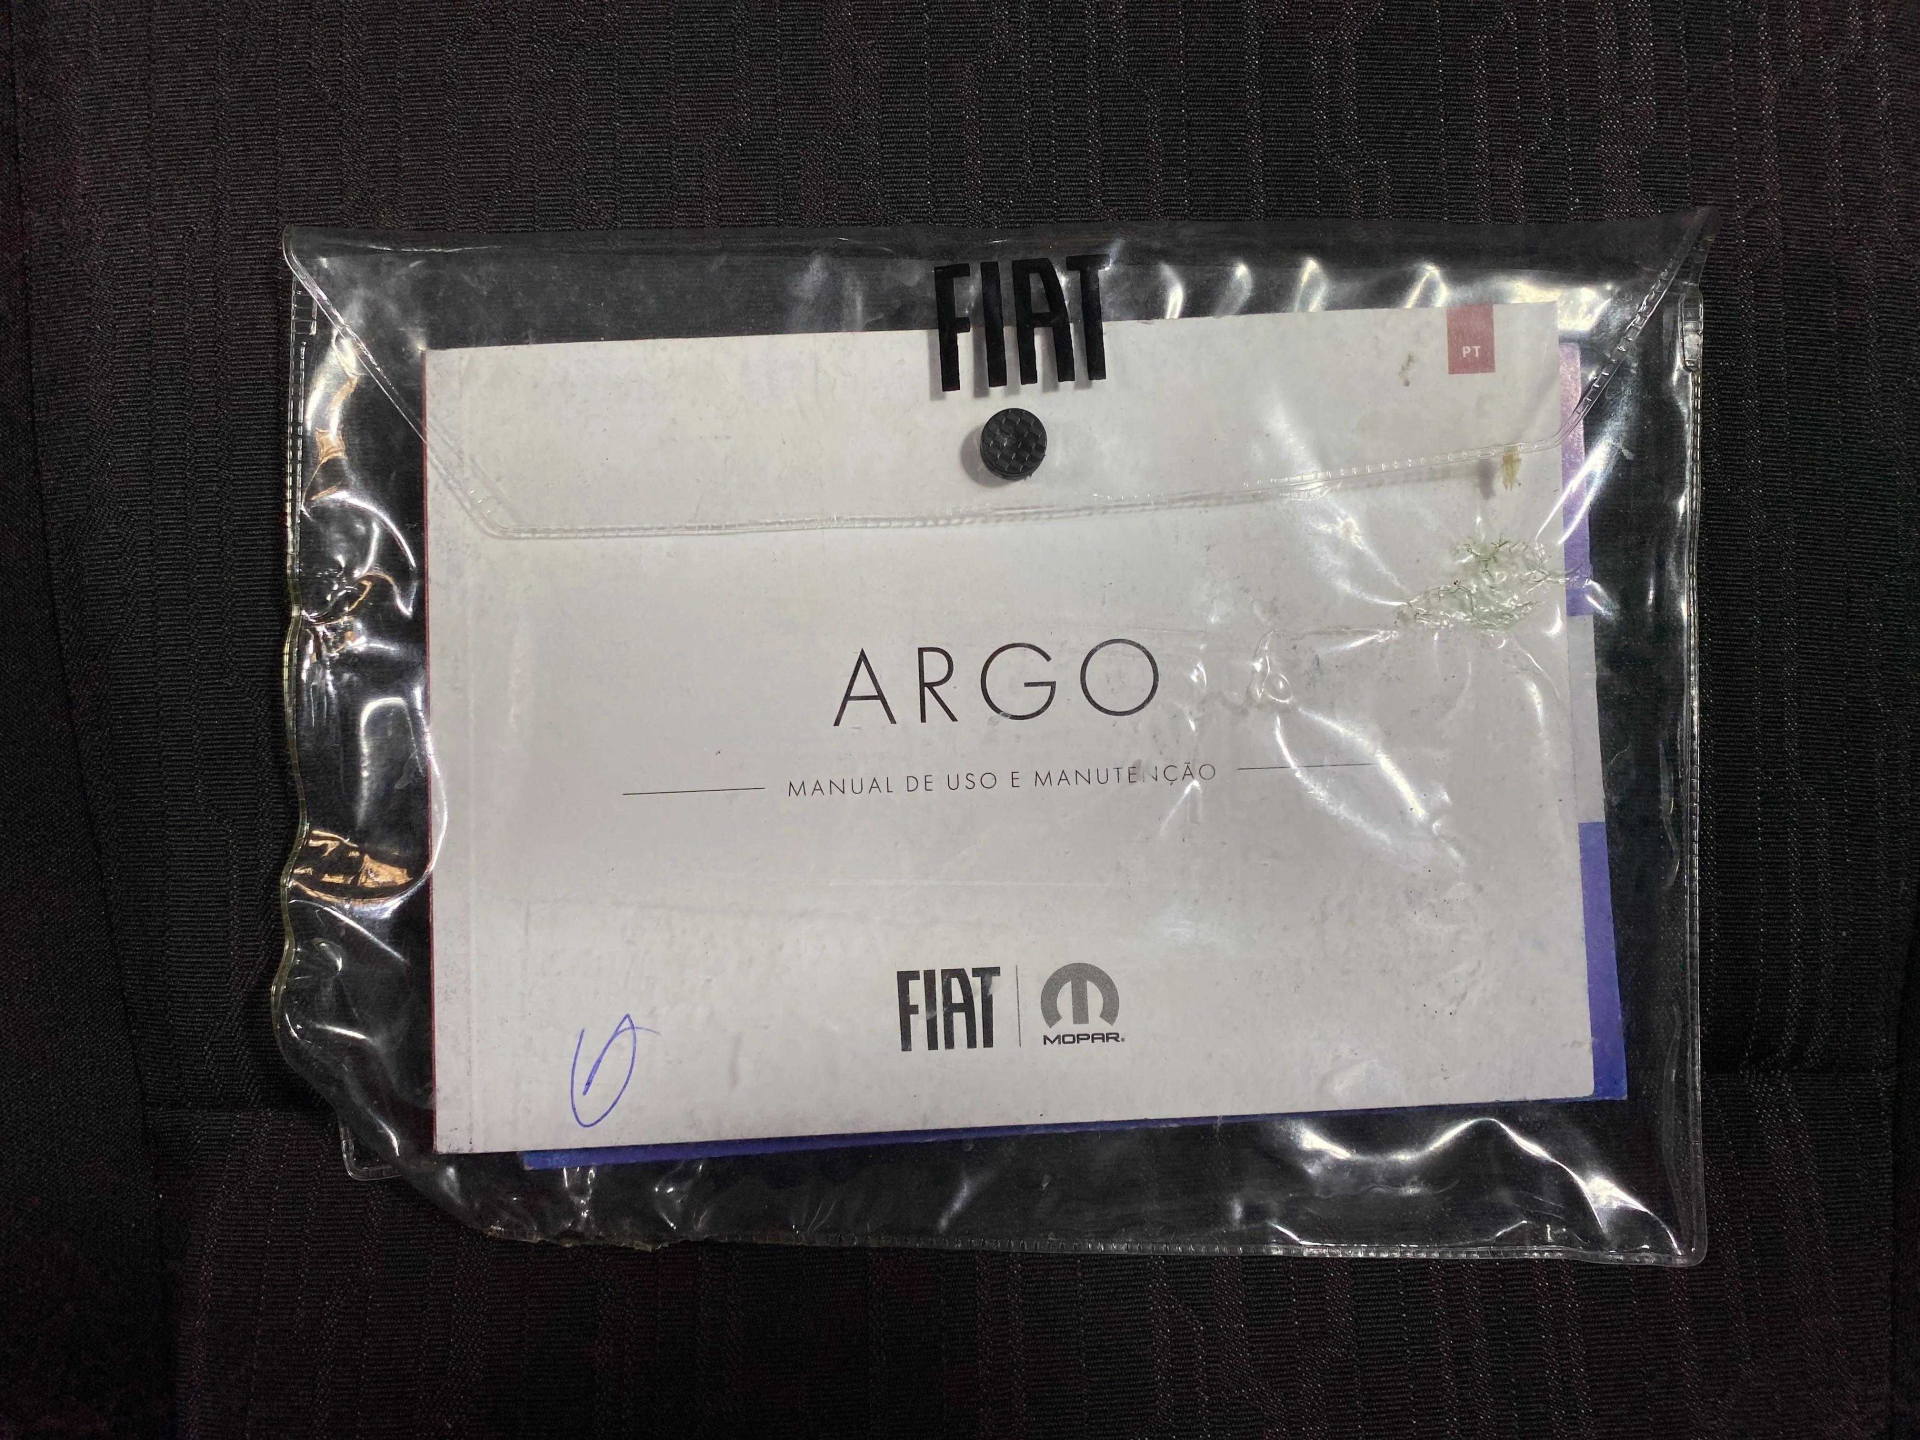 FIAT
PT
ARGO
MANUAL DE USO E MANUTENÇÃO
FIAT
MOPAR®